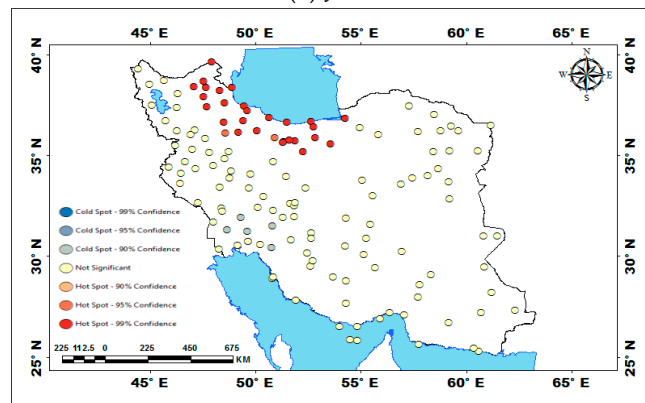 45 E 50 E 55 E 60 E 65 E
40 N
40 N
N
W E
S
35 N
35 N
Cold Spot - 99% Confidence
Cold Spot - 95% Confidence
Cold Spot - 90% Confidence
Not Significant
Hot Spot - 90% Confidence
Hot Spot - 95% Confidence
Hot Spot - 99% Confidence
30 N
30 N
225 112.5 0 225 450 675
KM
25 N
25 N
45 E 50 E 55 E 60 E 65 E